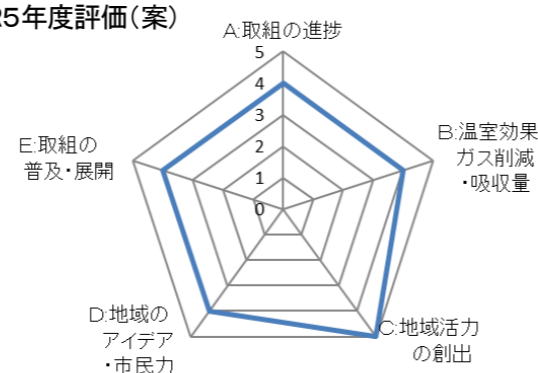 5年度評価(案)
A:取組の進捗
5
4
3
2
1
0
B:温室効果
ガス削減
・吸収量
C:地域活力
の創出
D:地域の
アイデア
・市民力
E:取組の
普及・展開